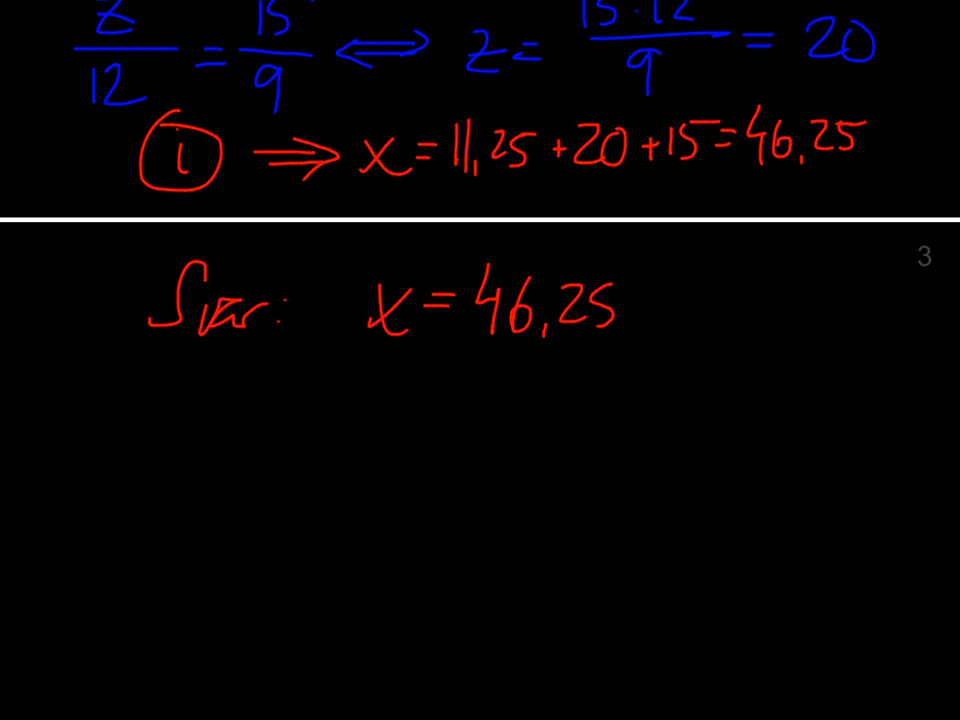 z/12 = 15/9 ⇔ z = 15·12/9 = 20
(i) ⇒ x = 11,25 + 20 + 15 = 46,25
3
Svar: x = 46,25